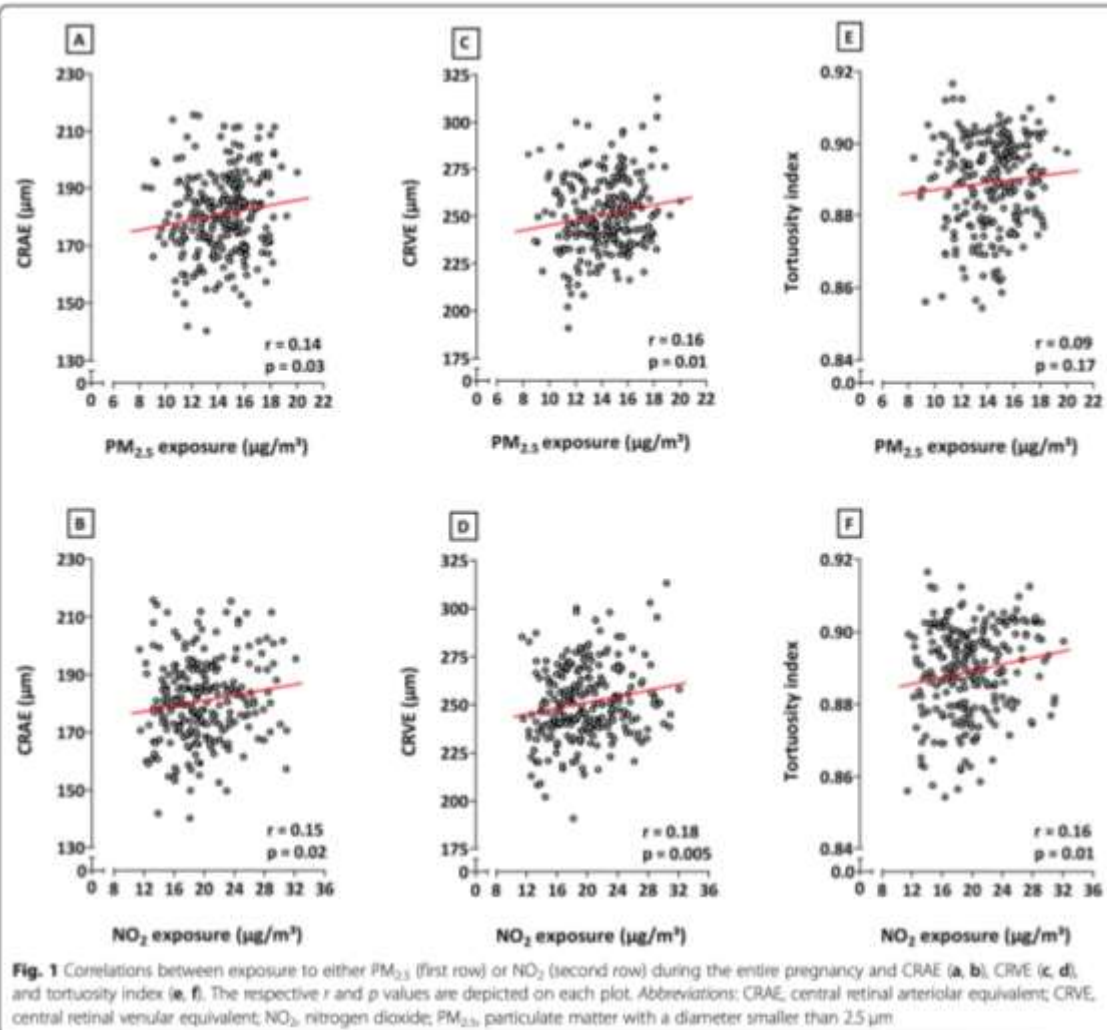 A
230
210
190
170
150
130
0
CRAE (µm)
r = 0.14
p = 0.03
0 6 8 10 12 14 16 18 20 22
PM₂.₅ exposure (µg/m³)
C
325
300
275
250
225
200
175
0
CRVE (µm)
r = 0.16
p = 0.01
0 6 8 10 12 14 16 18 20 22
PM₂.₅ exposure (µg/m³)
E
0.92
0.90
0.88
0.86
0.84
0.0
Tortuosity index
r = 0.09
p = 0.17
0 6 8 10 12 14 16 18 20 22
PM₂.₅ exposure (µg/m³)
B
230
210
190
170
150
130
0
CRAE (µm)
r = 0.15
p = 0.02
0 8 12 16 20 24 28 32 36
NO₂ exposure (µg/m³)
D
325
300
275
250
225
200
175
0
CRVE (µm)
r = 0.18
p = 0.005
0 8 12 16 20 24 28 32 36
NO₂ exposure (µg/m³)
F
0.92
0.90
0.88
0.86
0.84
0
Tortuosity index
r = 0.16
p = 0.01
0 8 12 16 20 24 28 32 36
NO₂ exposure (µg/m³)
Fig. 1 Correlations between exposure to either PM₂.₅ (first row) or NO₂ (second row) during the entire pregnancy and CRAE (a, b), CRVE (c, d),
and tortuosity index (e, f). The respective r and p values are depicted on each plot. Abbreviations: CRAE, central retinal arteriolar equivalent; CRVE,
central retinal venular equivalent; NO₂, nitrogen dioxide; PM₂.₅, particulate matter with a diameter smaller than 2.5 µm